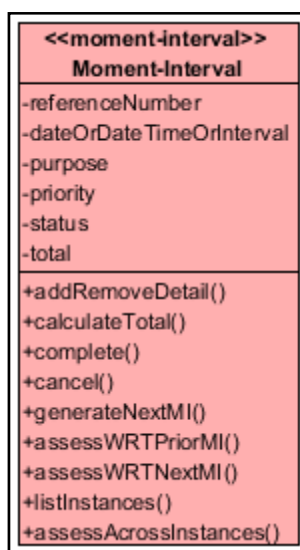 <<moment-interval>>
Moment-Interval
-referenceNumber
-dateOrDateTimeOrInterval
-purpose
-priority
-status
-total
+addRemoveDetail()
+calculateTotal()
+complete()
+cancel()
+generateNextMI()
+assessWRTPriorMI()
+assessWRTNextMI()
+listInstances()
+assessAcrossInstances()